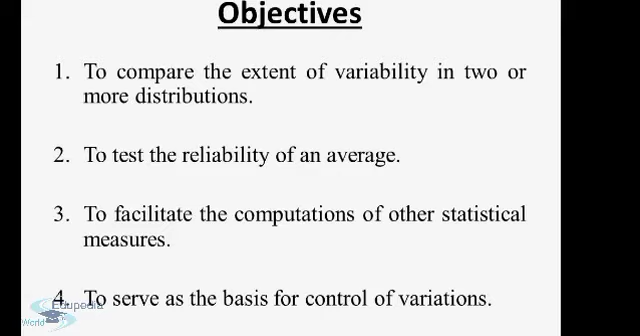 Objectives
1. To compare the extent of variability in two or
more distributions.
2. To test the reliability of an average.
3. To facilitate the computations of other statistical
measures.
4. To serve as the basis for control of variations.
Edupedia
World